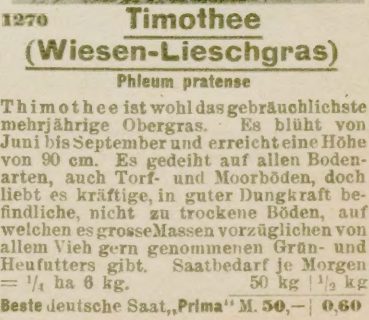 1270 Timothee
(Wiesen-Lieschgras)
Phleum pratense
Thimothee ist wohl das gebräuchlichste
mehrjährige Obergras. Es blüht von
Juni bis September und erreicht eine Höhe
von 90 cm. Es gedeiht auf allen Boden-
arten, auch Torf- und Moorböden, doch
liebt es kräftige, in guter Dungkraft be-
findliche, nicht zu trockene Böden, auf
welchen es grosse Massen vorzüglichen von
allem Vieh gern genommenen Grün- und
Heufutters gibt. Saatbedarf je Morgen
= 1/4 ha 6 kg. 50 kg | 1/2 kg
Beste deutsche Saat „Prima“ M. 50,— | 0,60